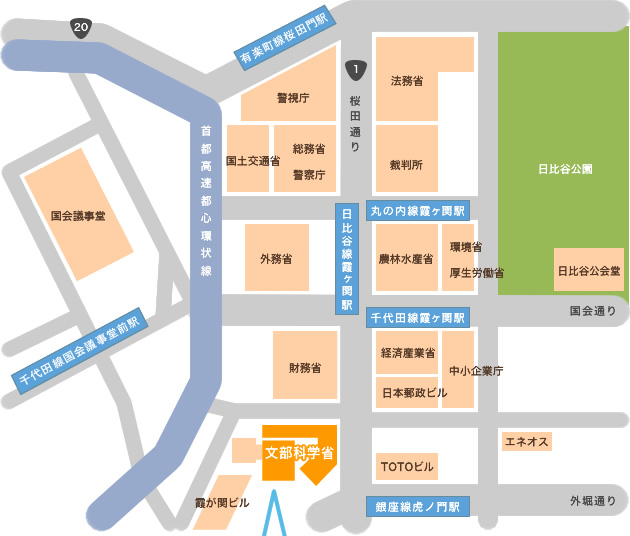 20
有楽町線桜田門駅
1
桜田通り
法務省
警視庁
首都高速都心環状線
国土交通省
総務省
警察庁
裁判所
日比谷公園
国会議事堂
日比谷線霞ヶ関駅
丸の内線霞ヶ関駅
外務省
農林水産省
環境省
厚生労働省
日比谷公会堂
千代田線国会議事堂前駅
千代田線霞ヶ関駅
国会通り
財務省
経済産業省
中小企業庁
日本郵政ビル
文部科学省
エネオス
TOTOビル
霞が関ビル
銀座線虎ノ門駅
外堀通り